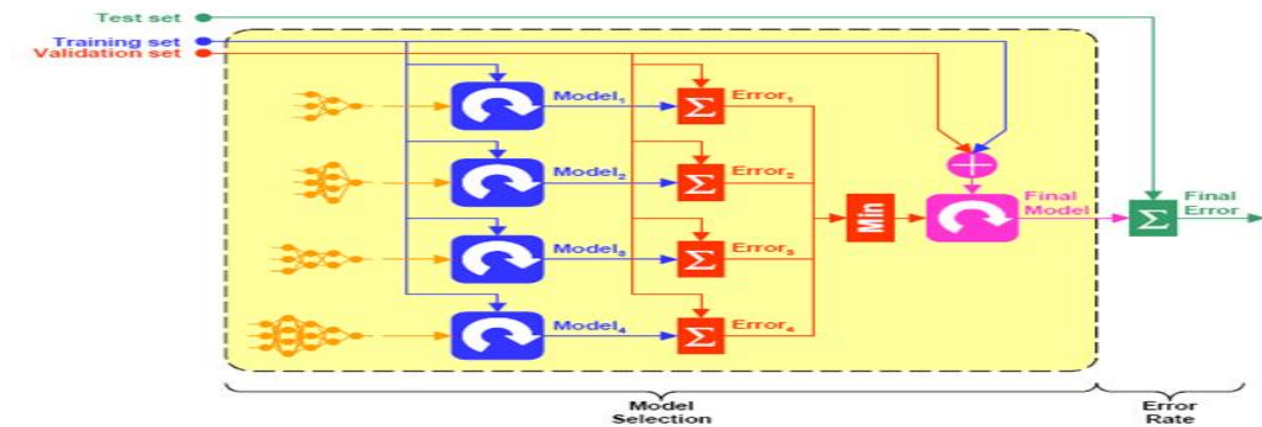 Test set
Training set
Validation set
Model₁
Σ
Error₁
Model₂
Σ
Error₂
Model₃
Σ
Error₃
Model₄
Σ
Error₄
Min
Final
Model
Σ
Final
Error
Model
Selection
Error
Rate